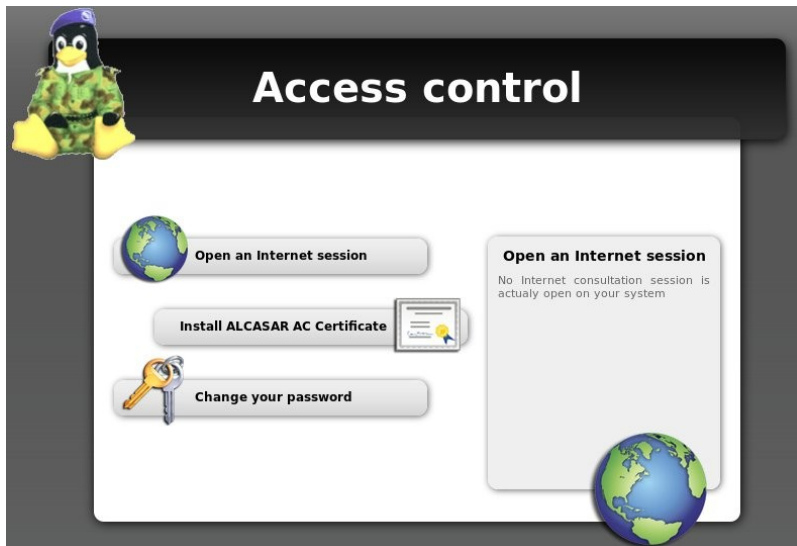 Access control
Open an Internet session
Install ALCASAR AC Certificate
Change your password
Open an Internet session
No Internet consultation session is
actualy open on your system